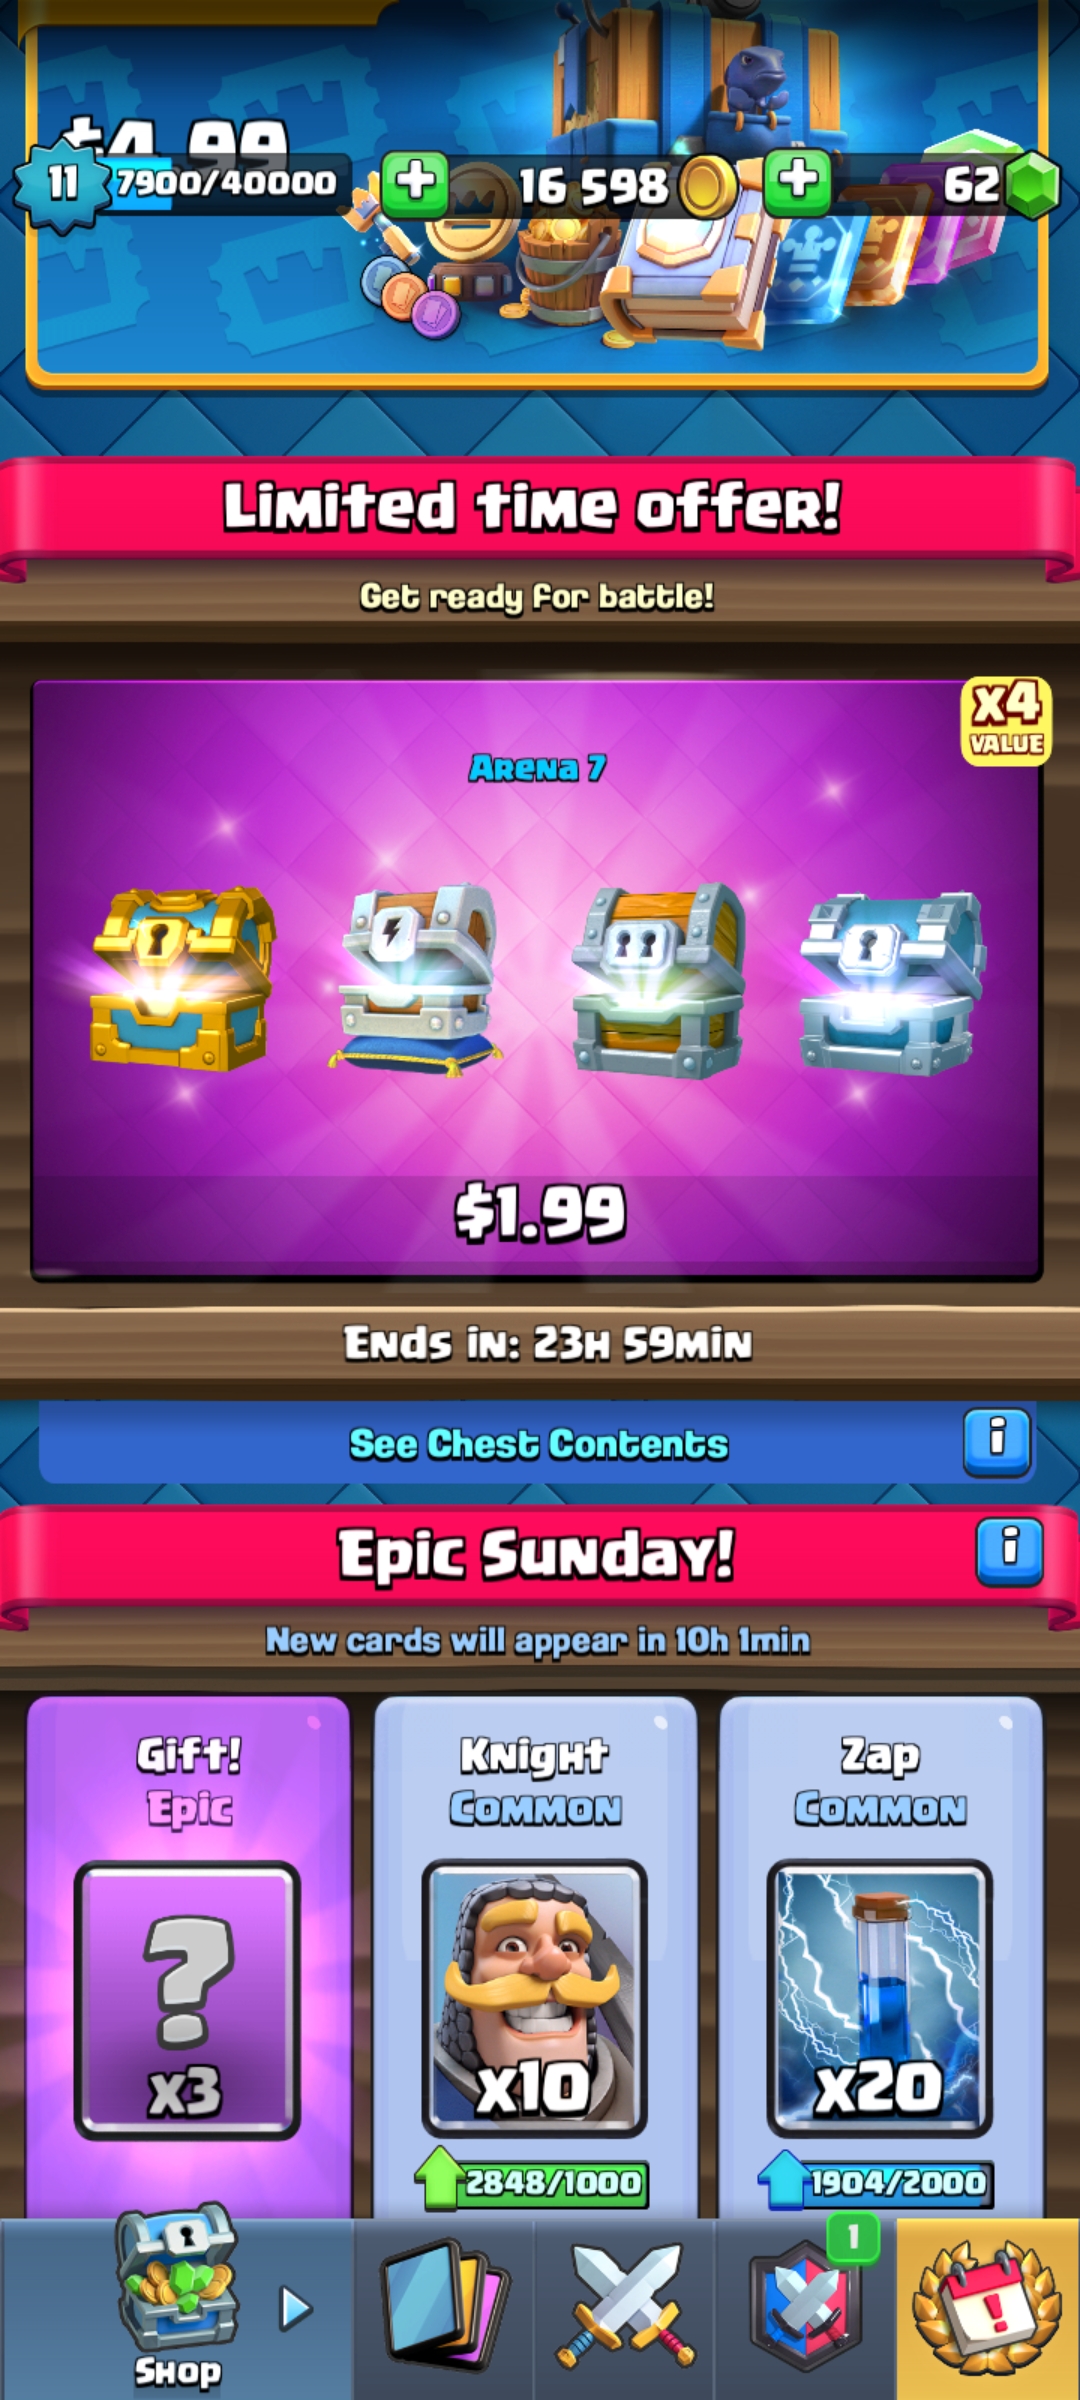 $4.99
11
7900/40000
16 598
62
Limited time offer!
Get ready for battle!
x4
VALUE
Arena 7
$1.99
Ends in: 23h 59min
See Chest Contents
i
Epic Sunday!
i
New cards will appear in 10h 1min
Gift!
Epic
?
x3
Knight
Common
x10
2848/1000
Zap
Common
x20
1904/2000
Shop
1
!